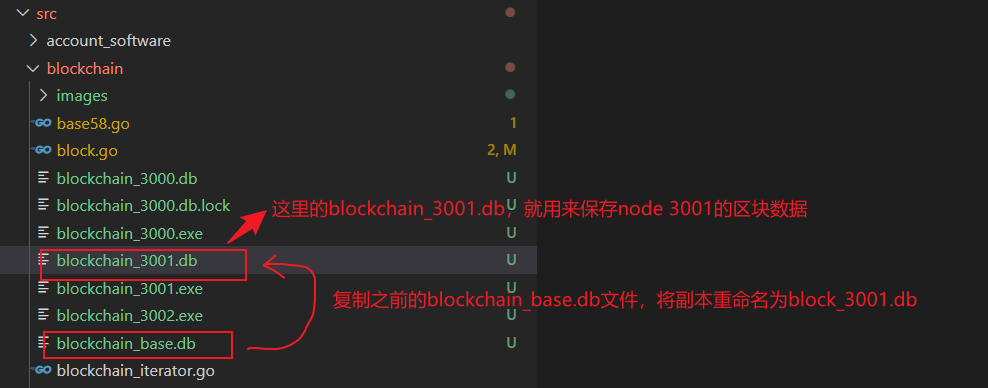 src
account_software
blockchain
images
base58.go 1
block.go 2, M
blockchain_3000.db U
blockchain_3000.db.lock U
这里的blockchain_3001.db，就用来保存node 3001的区块数据
blockchain_3000.exe U
blockchain_3001.db U
blockchain_3001.exe U
复制之前的blockchain_base.db文件，将副本重命名为block_3001.db
blockchain_3002.exe U
blockchain_base.db U
blockchain_iterator.go